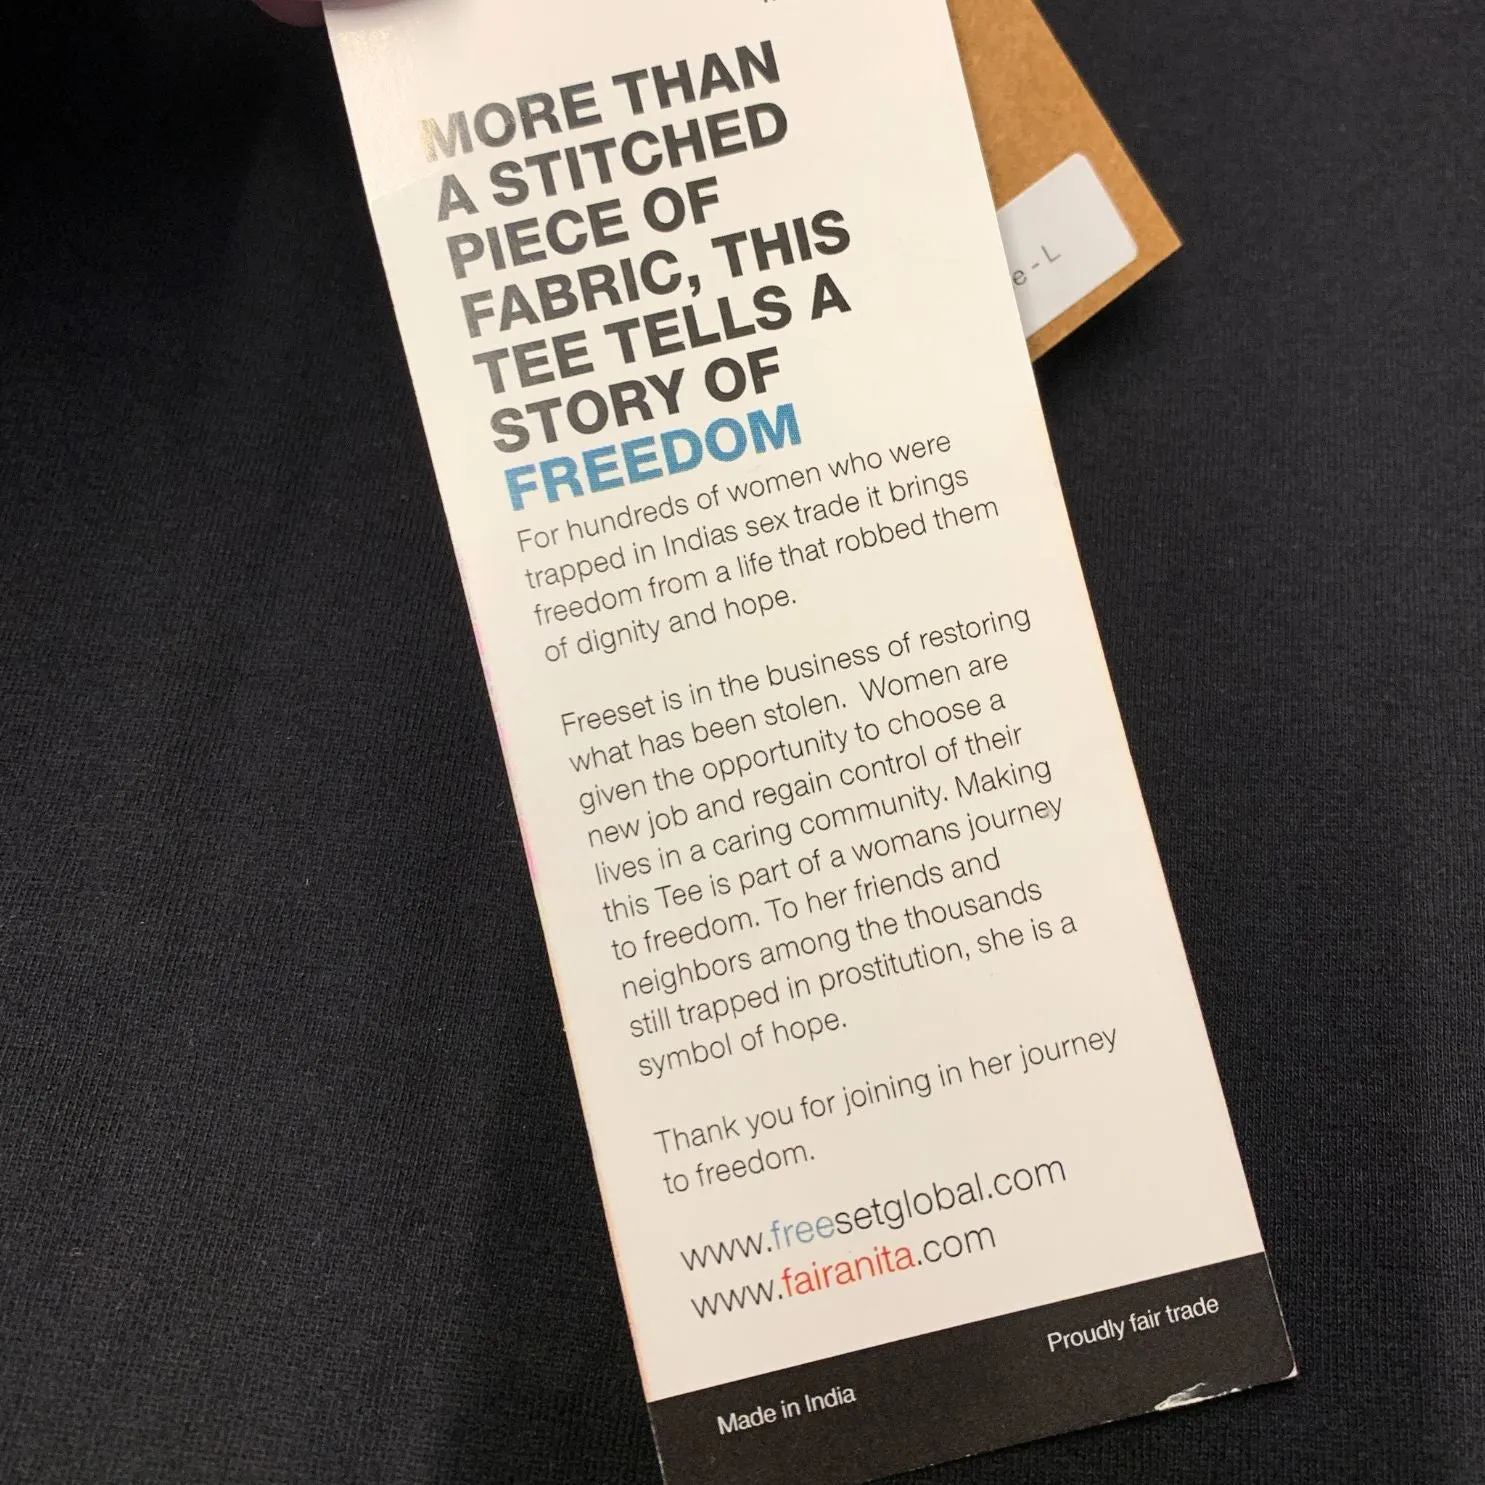 MORE THAN
A STITCHED
PIECE OF
FABRIC, THIS
TEE TELLS A
STORY OF
FREEDOM
For hundreds of women who were
trapped in Indias sex trade it brings
freedom from a life that robbed them
of dignity and hope.
Freeset is in the business of restoring
what has been stolen. Women are
given the opportunity to choose a
new job and regain control of their
lives in a caring community. Making
this Tee is part of a womans journey
to freedom. To her friends and
neighbors among the thousands
still trapped in prostitution, she is a
symbol of hope.
Thank you for joining in her journey
to freedom.
www.freesetglobal.com
www.fairanita.com
Made in India
Proudly fair trade
e-L